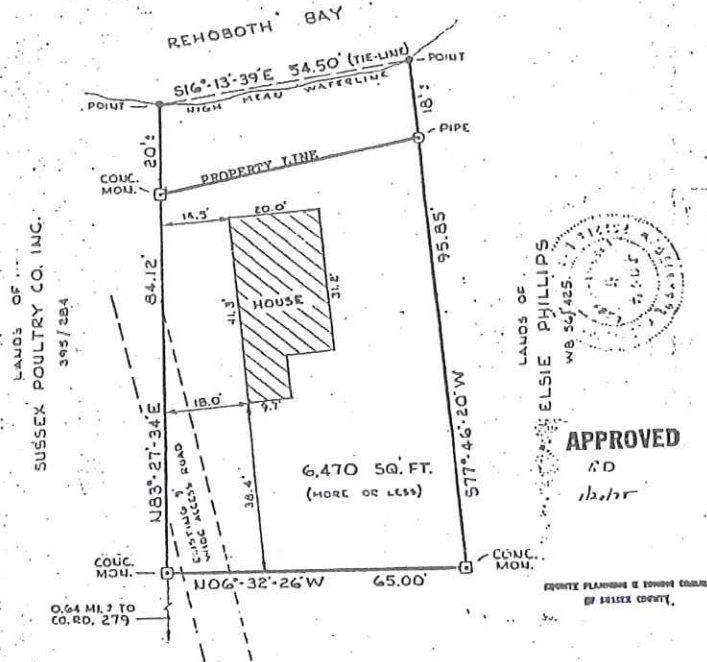 REHOBOTH BAY
S16°-13'-39"E 54.50' (TIE-LINE)
HIGH MEAN WATERLINE
POINT
POINT
20'±
18'±
PIPE
PROPERTY LINE
CONC.
MON.
14.5'
20.0'
LANDS OF
SUSSEX POULTRY CO. INC.
395/284
84.12'
N83°-27'-34"E
41.3'
HOUSE
31.2'
95.85'
S77°-46'-20"W
LANDS OF
ELSIE PHILLIPS
WB 56/425
18.0'
9.7'
38.4'
EXISTING 9'
WIDE ACCESS ROAD
6,470 SQ. FT.
(MORE OR LESS)
APPROVED
CONC.
MON.
N06°-32'-26"W 65.00'
CONC.
MON.
0.64 MI.± TO
CO. RD. 279
OF SUSSEX COUNTY